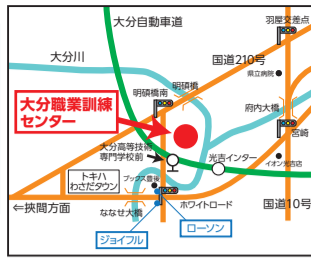 大分自動車道
羽屋交差点
大分川
国道210号
県立病院
明磧橋南
明磧橋
府内大橋
大分職業訓練
センター
宮崎
大分高等技術
専門学校前
光吉インター
イオン光吉店
トキハ
わさだタウン
ブックス豊後
←挾間方面
ホワイトロード
国道10号
ななせ大橋
ローソン
ジョイフル